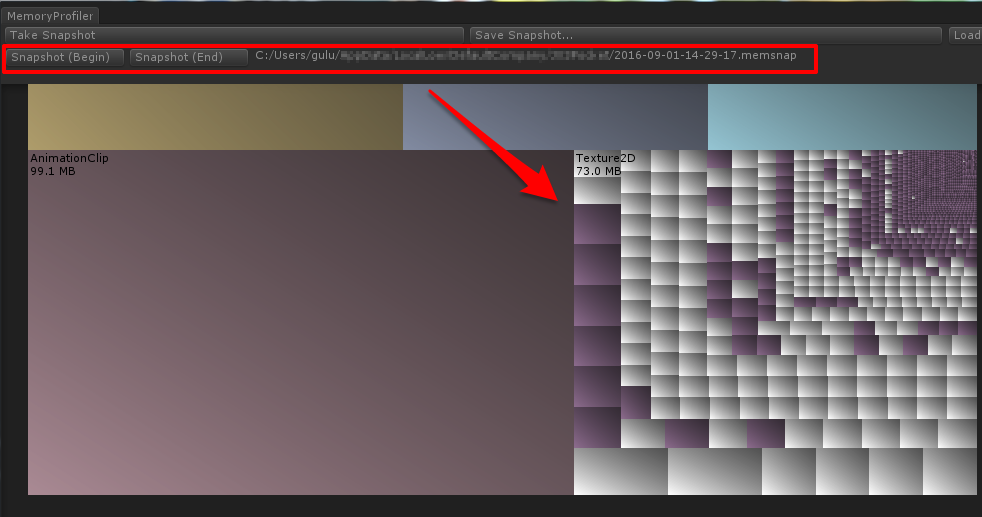 MemoryProfiler
Take Snapshot
Save Snapshot...
Load
Snapshot (Begin)
Snapshot (End)
C:/Users/gulu/ /2016-09-01-14-29-17.memsnap
AnimationClip
99.1 MB
Texture2D
73.0 MB